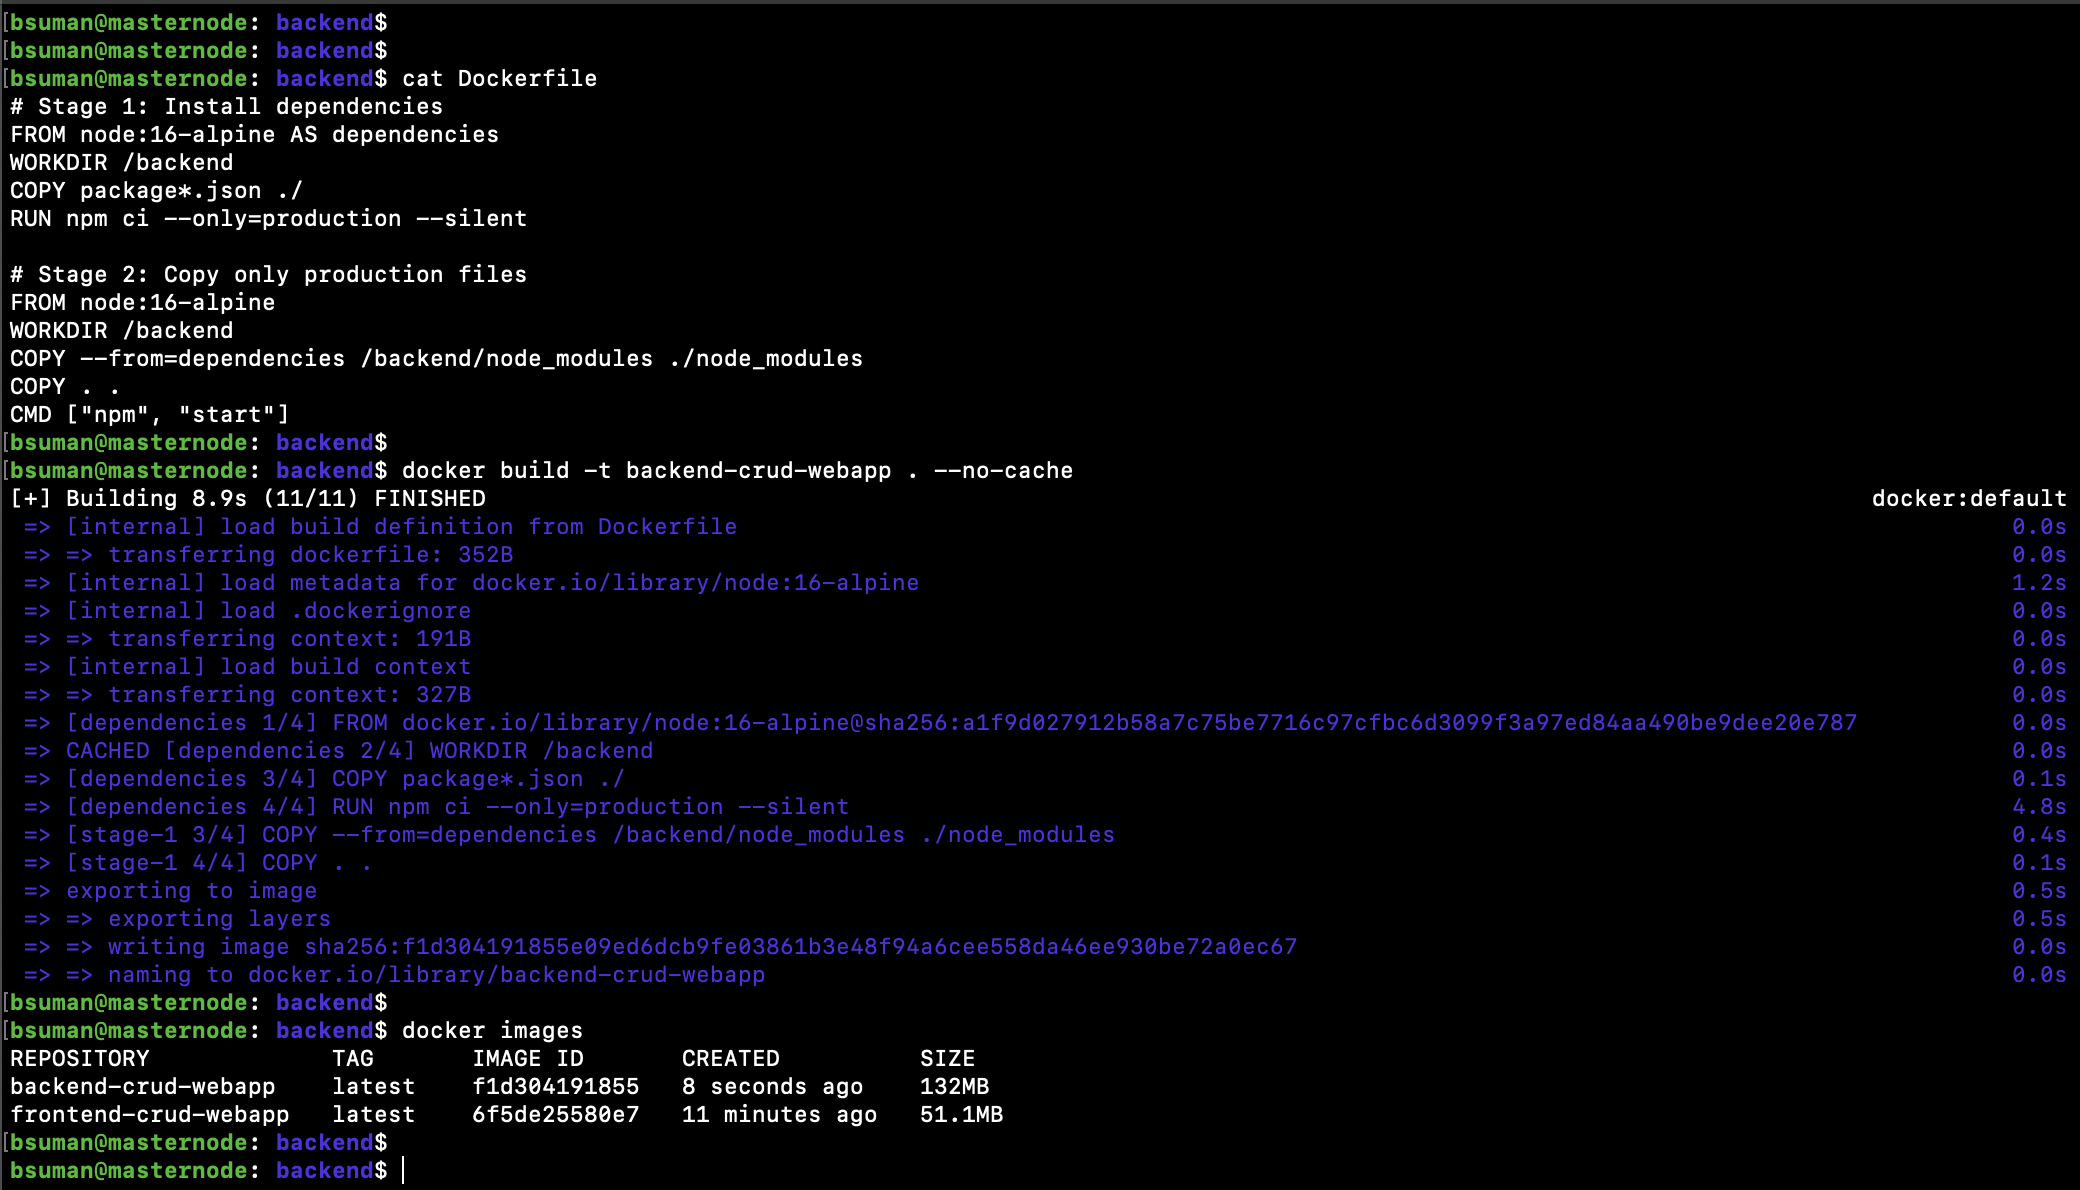 [bsuman@masternode: backend$
[bsuman@masternode: backend$
[bsuman@masternode: backend$ cat Dockerfile
# Stage 1: Install dependencies
FROM node:16-alpine AS dependencies
WORKDIR /backend
COPY package*.json ./
RUN npm ci --only=production --silent

# Stage 2: Copy only production files
FROM node:16-alpine
WORKDIR /backend
COPY --from=dependencies /backend/node_modules ./node_modules
COPY . .
CMD ["npm", "start"]
[bsuman@masternode: backend$
[bsuman@masternode: backend$ docker build -t backend-crud-webapp . --no-cache
[+] Building 8.9s (11/11) FINISHED docker:default
=> [internal] load build definition from Dockerfile 0.0s
=> => transferring dockerfile: 352B 0.0s
=> [internal] load metadata for docker.io/library/node:16-alpine 1.2s
=> [internal] load .dockerignore 0.0s
=> => transferring context: 191B 0.0s
=> [internal] load build context 0.0s
=> => transferring context: 327B 0.0s
=> [dependencies 1/4] FROM docker.io/library/node:16-alpine@sha256:a1f9d027912b58a7c75be7716c97cfbc6d3099f3a97ed84aa490be9dee20e787 0.0s
=> CACHED [dependencies 2/4] WORKDIR /backend 0.0s
=> [dependencies 3/4] COPY package*.json ./ 0.1s
=> [dependencies 4/4] RUN npm ci --only=production --silent 4.8s
=> [stage-1 3/4] COPY --from=dependencies /backend/node_modules ./node_modules 0.4s
=> [stage-1 4/4] COPY . . 0.1s
=> exporting to image 0.5s
=> => exporting layers 0.5s
=> => writing image sha256:f1d304191855e09ed6dcb9fe03861b3e48f94a6cee558da46ee930be72a0ec67 0.0s
=> => naming to docker.io/library/backend-crud-webapp 0.0s
[bsuman@masternode: backend$
[bsuman@masternode: backend$ docker images
REPOSITORY TAG IMAGE ID CREATED SIZE
backend-crud-webapp latest f1d304191855 8 seconds ago 132MB
frontend-crud-webapp latest 6f5de25580e7 11 minutes ago 51.1MB
[bsuman@masternode: backend$
bsuman@masternode: backend$